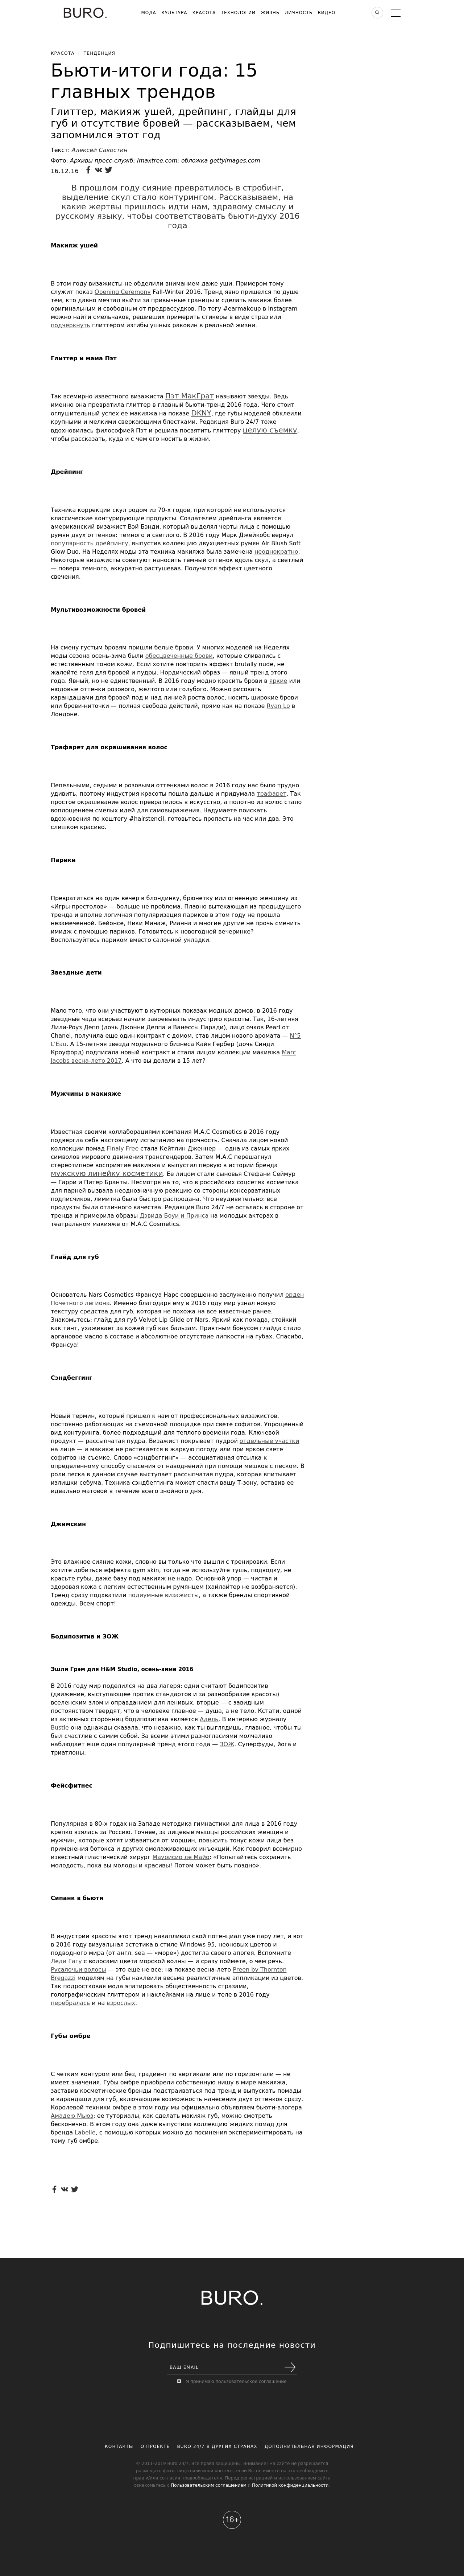 BURO.
МОДА КУЛЬТУРА КРАСОТА ТЕХНОЛОГИИ ЖИЗНЬ ЛИЧНОСТЬ ВИДЕО
КРАСОТА | ТЕНДЕНЦИЯ
Бьюти-итоги года: 15
главных трендов
Глиттер, макияж ушей, дрейпинг, глайды для
губ и отсутствие бровей — рассказываем, чем
запомнился этот год
Текст: Алексей Савостин
Фото: Архивы пресс-служб; Imaxtree.com; обложка gettyimages.com
16.12.16
В прошлом году сияние превратилось в стробинг,
выделение скул стало контурингом. Рассказываем, на
какие жертвы пришлось идти нам, здравому смыслу и
русскому языку, чтобы соответствовать бьюти-духу 2016
года
Макияж ушей
В этом году визажисты не обделили вниманием даже уши. Примером тому
служит показ Opening Ceremony Fall-Winter 2016. Тренд явно пришелся по душе
тем, кто давно мечтал выйти за привычные границы и сделать макияж более
оригинальным и свободным от предрассудков. По тегу #earmakeup в Instagram
можно найти смельчаков, решивших примерить стикеры в виде страз или
подчеркнуть глиттером изгибы ушных раковин в реальной жизни.
Глиттер и мама Пэт
Так всемирно известного визажиста Пэт МакГрат называют звезды. Ведь
именно она превратила глиттер в главный бьюти-тренд 2016 года. Чего стоит
оглушительный успех ее макияжа на показе DKNY, где губы моделей обклеили
крупными и мелкими сверкающими блестками. Редакция Buro 24/7 тоже
вдохновилась философией Пэт и решила посвятить глиттеру целую съемку,
чтобы рассказать, куда и с чем его носить в жизни.
Дрейпинг
Техника коррекции скул родом из 70-х годов, при которой не используются
классические контурирующие продукты. Создателем дрейпинга является
американский визажист Вэй Бэнди, который выделял черты лица с помощью
румян двух оттенков: темного и светлого. В 2016 году Марк Джейкобс вернул
популярность дрейпингу, выпустив коллекцию двухцветных румян Air Blush Soft
Glow Duo. На Неделях моды эта техника макияжа была замечена неоднократно.
Некоторые визажисты советуют наносить темный оттенок вдоль скул, а светлый
— поверх темного, аккуратно растушевав. Получится эффект цветного
свечения.
Мультивозможности бровей
На смену густым бровям пришли белые брови. У многих моделей на Неделях
моды сезона осень-зима были обесцвеченные брови, которые сливались с
естественным тоном кожи. Если хотите повторить эффект brutally nude, не
жалейте геля для бровей и пудры. Нордический образ — явный тренд этого
года. Явный, но не единственный. В 2016 году модно красить брови в яркие или
нюдовые оттенки розового, желтого или голубого. Можно рисовать
карандашами для бровей под и над линией роста волос, носить широкие брови
или брови-ниточки — полная свобода действий, прямо как на показе Ryan Lo в
Лондоне.
Трафарет для окрашивания волос
Пепельными, седыми и розовыми оттенками волос в 2016 году нас было трудно
удивить, поэтому индустрия красоты пошла дальше и придумала трафарет. Так
простое окрашивание волос превратилось в искусство, а полотно из волос стало
воплощением смелых идей для самовыражения. Надумаете поискать
вдохновения по хештегу #hairstencil, готовьтесь пропасть на час или два. Это
слишком красиво.
Парики
Превратиться на один вечер в блондинку, брюнетку или огненную женщину из
«Игры престолов» — больше не проблема. Плавно вытекающая из предыдущего
тренда и вполне логичная популяризация париков в этом году не прошла
незамеченной. Бейонсе, Ники Минаж, Рианна и многие другие не прочь сменить
имидж с помощью париков. Готовитесь к новогодней вечеринке?
Воспользуйтесь париком вместо салонной укладки.
Звездные дети
Мало того, что они участвуют в кутюрных показах модных домов, в 2016 году
звездные чада всерьез начали завоевывать индустрию красоты. Так, 16-летняя
Лили-Роуз Депп (дочь Джонни Деппа и Ванессы Паради), лицо очков Pearl от
Chanel, получила еще один контракт с домом, став лицом нового аромата — N°5
L'Eau. А 15-летняя звезда модельного бизнеса Кайя Гербер (дочь Синди
Кроуфорд) подписала новый контракт и стала лицом коллекции макияжа Marc
Jacobs весна-лето 2017. А что вы делали в 15 лет?
Мужчины в макияже
Известная своими коллаборациями компания M.A.C Cosmetics в 2016 году
подвергла себя настоящему испытанию на прочность. Сначала лицом новой
коллекции помад Finaly Free стала Кейтлин Дженнер — одна из самых ярких
символов мирового движения трансгендеров. Затем M.A.C перешагнул
стереотипное восприятие макияжа и выпустил первую в истории бренда
мужскую линейку косметики. Ее лицом стали сыновья Стефани Сеймур
— Гарри и Питер Бранты. Несмотря на то, что в российских соцсетях косметика
для парней вызвала неоднозначную реакцию со стороны консервативных
подписчиков, лимитка была быстро распродана. Что неудивительно: все
продукты были отличного качества. Редакция Buro 24/7 не осталась в стороне от
тренда и примерила образы Дэвида Боуи и Принса на молодых актерах в
театральном макияже от M.A.C Cosmetics.
Глайд для губ
Основатель Nars Cosmetics Франсуа Нарс совершенно заслуженно получил орден
Почетного легиона. Именно благодаря ему в 2016 году мир узнал новую
текстуру средства для губ, которая не похожа на все известные ранее.
Знакомьтесь: глайд для губ Velvet Lip Glide от Nars. Яркий как помада, стойкий
как тинт, ухаживает за кожей губ как бальзам. Приятным бонусом глайда стало
аргановое масло в составе и абсолютное отсутствие липкости на губах. Спасибо,
Франсуа!
Сэндбеггинг
Новый термин, который пришел к нам от профессиональных визажистов,
постоянно работающих на съемочной площадке при свете софитов. Упрощенный
вид контуринга, более подходящий для теплого времени года. Ключевой
продукт — рассыпчатая пудра. Визажист покрывает пудрой отдельные участки
на лице — и макияж не растекается в жаркую погоду или при ярком свете
софитов на съемке. Слово «сэндбеггинг» — ассоциативная отсылка к
определенному способу спасения от наводнений при помощи мешков с песком. В
роли песка в данном случае выступает рассыпчатая пудра, которая впитывает
излишки себума. Техника сэндбеггинга может спасти вашу Т-зону, оставив ее
идеально матовой в течение всего знойного дня.
Джимскин
Это влажное сияние кожи, словно вы только что вышли с тренировки. Если
хотите добиться эффекта gym skin, тогда не используйте тушь, подводку, не
красьте губы, даже базу под макияж не надо. Основной упор — чистая и
здоровая кожа с легким естественным румянцем (хайлайтер не возбраняется).
Тренд сразу подхватили подиумные визажисты, а также бренды спортивной
одежды. Всем спорт!
Бодипозитив и ЗОЖ
Эшли Грэм для H&M Studio, осень-зима 2016
В 2016 году мир поделился на два лагеря: одни считают бодипозитив
(движение, выступающее против стандартов и за разнообразие красоты)
вселенским злом и оправданием для ленивых, вторые — с завидным
постоянством твердят, что в человеке главное — душа, а не тело. Кстати, одной
из активных сторонниц бодипозитива является Адель. В интервью журналу
Bustle она однажды сказала, что неважно, как ты выглядишь, главное, чтобы ты
был счастлив с самим собой. За всеми этими разногласиями молчаливо
наблюдает еще один популярный тренд этого года — ЗОЖ. Суперфуды, йога и
триатлоны.
Фейсфитнес
Популярная в 80-х годах на Западе методика гимнастики для лица в 2016 году
крепко взялась за Россию. Точнее, за лицевые мышцы российских женщин и
мужчин, которые хотят избавиться от морщин, повысить тонус кожи лица без
применения ботокса и других омолаживающих инъекций. Как говорил всемирно
известный пластический хирург Маурисио де Майо: «Попытайтесь сохранить
молодость, пока вы молоды и красивы! Потом может быть поздно».
Сипанк в бьюти
В индустрии красоты этот тренд накапливал свой потенциал уже пару лет, и вот
в 2016 году визуальная эстетика в стиле Windows 95, неоновых цветов и
подводного мира (от англ. sea — «море») достигла своего апогея. Вспомните
Леди Гагу с волосами цвета морской волны — и сразу поймете, о чем речь.
Русалочьи волосы — это еще не все: на показе весна-лето Preen by Thornton
Bregazzi моделям на губы наклеили весьма реалистичные аппликации из цветов.
Так подростковая мода эпатировать общественность стразами,
голографическим глиттером и наклейками на лице и теле в 2016 году
перебралась и на взрослых.
Губы омбре
С четким контуром или без, градиент по вертикали или по горизонтали — не
имеет значения. Губы омбре приобрели собственную нишу в мире макияжа,
заставив косметические бренды подстраиваться под тренд и выпускать помады
и карандаши для губ, включающие возможность нанесения двух оттенков сразу.
Королевой техники омбре в этом году мы официально объявляем бьюти-влогера
Амадею Мьюз: ее туториалы, как сделать макияж губ, можно смотреть
бесконечно. В этом году она даже выпустила коллекцию жидких помад для
бренда Labelle, с помощью которых можно до посинения экспериментировать на
тему губ омбре.
BURO.
Подпишитесь на последние новости
ВАШ EMAIL
Я принимаю пользовательское соглашение
КОНТАКТЫ О ПРОЕКТЕ BURO 24/7 В ДРУГИХ СТРАНАХ ДОПОЛНИТЕЛЬНАЯ ИНФОРМАЦИЯ
© 2011-2019 Buro 24/7. Все права защищены. Внимание! На сайте не разрешается
размещать фото, видео или иной контент, если Вы не имеете на это необходимых
прав и/или согласия правообладателя. Перед регистрацией и использованием сайта
ознакомьтесь с Пользовательским соглашением и Политикой конфиденциальности.
16+